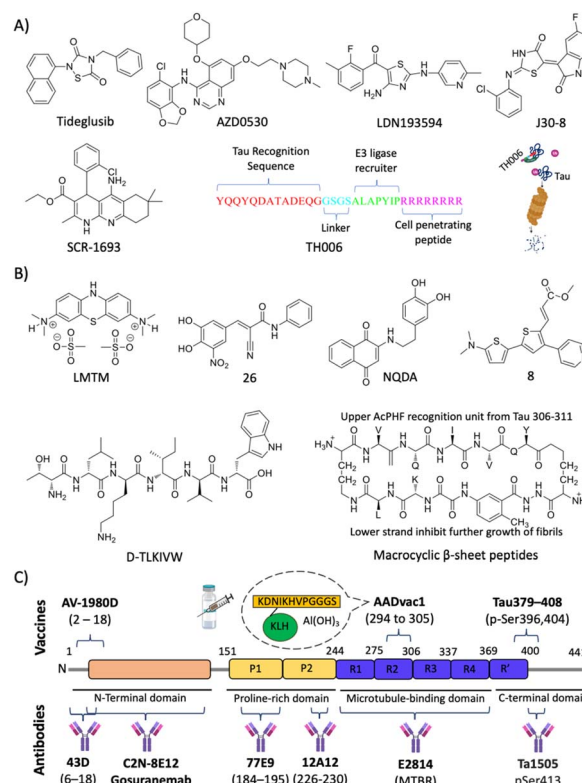 A)
Tideglusib
AZD0530
LDN193594
J30-8
SCR-1693
Tau Recognition
Sequence
E3 ligase
recruiter
YQQYQDATADEQGGSGSALAPYIPRRRRRRRR
Linker
Cell penetrating
peptide
TH006
TH006
Tau
B)
LMTM
26
NQDA
8
D-TLKIVW
Upper AcPHF recognition unit from Tau 306-311
Lower strand inhibit further growth of fibrils
Macrocyclic β-sheet peptides
C)
Vaccines
AV-1980D
(2 – 18)
KDNIKHVPGGGS
KLH
Al(OH)3
AADvac1
(294 to 305)
Tau379–408
(p-Ser396,404)
1 151 244 275 306 337 369 400 441
N
P1 P2 R1 R2 R3 R4 R'
N-Terminal domain
Proline-rich domain
Microtubule-binding domain
C-terminal domain
Antibodies
43D
(6–18)
C2N-8E12
Gosuranemab
77E9
(184–195)
12A12
(226-230)
E2814
(MTBR)
Ta1505
pSer413